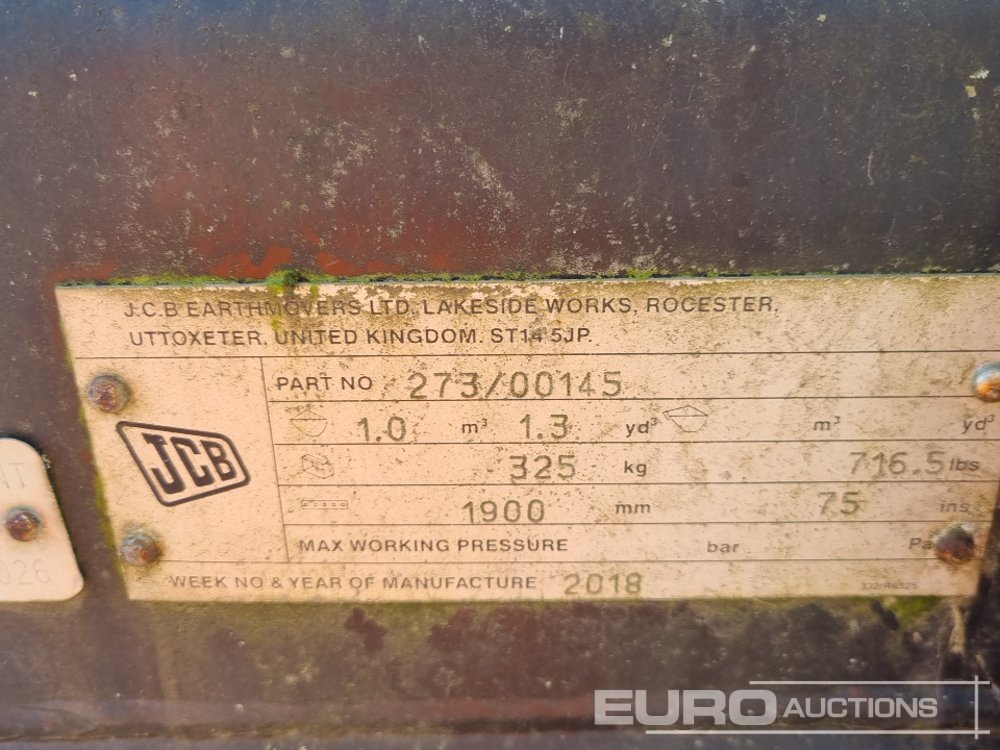 J.C.B EARTHMOVERS LTD, LAKESIDE WORKS, ROCESTER,
UTTOXETER, UNITED KINGDOM. ST14 5JP.
PART NO 273/00145
1.0 m³ 1.3 yd³ m³ yd³
JCB
325 kg 716.5 lbs
1900 mm 75 ins
MAX WORKING PRESSURE bar
WEEK NO & YEAR OF MANUFACTURE 2018
EURO AUCTIONS